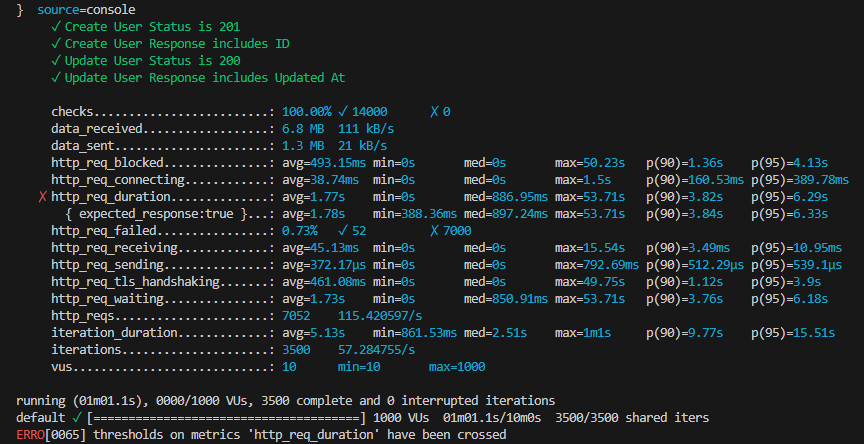 }  source=console
✓ Create User Status is 201
✓ Create User Response includes ID
✓ Update User Status is 200
✓ Update User Response includes Updated At
checks.........................: 100.00% ✓ 14000      ✗ 0
data_received..................: 6.8 MB  111 kB/s
data_sent......................: 1.3 MB  21 kB/s
http_req_blocked...............: avg=493.15ms min=0s       med=0s       max=50.23s   p(90)=1.36s    p(95)=4.13s
http_req_connecting............: avg=38.74ms  min=0s       med=0s       max=1.5s     p(90)=160.53ms p(95)=389.78ms
✗ http_req_duration..............: avg=1.77s    min=0s       med=886.95ms max=53.71s   p(90)=3.82s    p(95)=6.29s
{ expected_response:true }...: avg=1.78s    min=388.36ms med=897.24ms max=53.71s   p(90)=3.84s    p(95)=6.33s
http_req_failed................: 0.73%   ✓ 52         ✗ 7000
http_req_receiving.............: avg=45.13ms  min=0s       med=0s       max=15.54s   p(90)=3.49ms   p(95)=10.95ms
http_req_sending...............: avg=372.17µs min=0s       med=0s       max=792.69ms p(90)=512.29µs p(95)=539.1µs
http_req_tls_handshaking.......: avg=461.08ms min=0s       med=0s       max=49.75s   p(90)=1.12s    p(95)=3.9s
http_req_waiting...............: avg=1.73s    min=0s       med=850.91ms max=53.71s   p(90)=3.76s    p(95)=6.18s
http_reqs......................: 7052    115.420597/s
iteration_duration.............: avg=5.13s    min=861.53ms med=2.51s    max=1m1s     p(90)=9.77s    p(95)=15.51s
iterations.....................: 3500    57.284755/s
vus............................: 10      min=10       max=1000
running (01m01.1s), 0000/1000 VUs, 3500 complete and 0 interrupted iterations
default ✓ [======================================] 1000 VUs  01m01.1s/10m0s  3500/3500 shared iters
ERRO[0065] thresholds on metrics 'http_req_duration' have been crossed